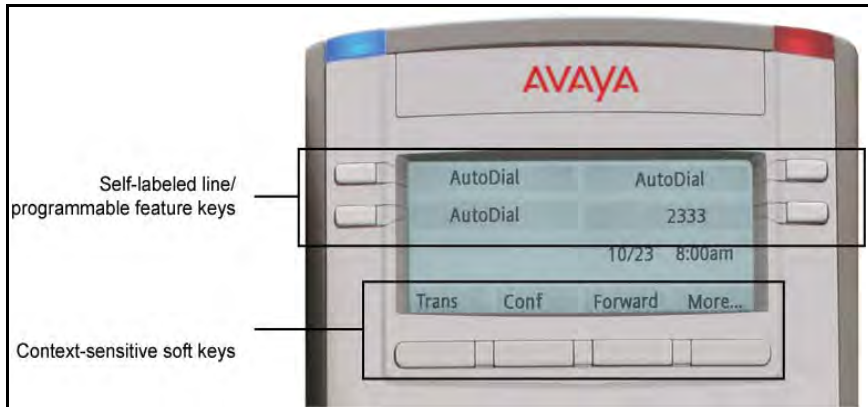 AVAYA
Self-labeled line/
programmable feature keys
AutoDial AutoDial
AutoDial 2333
10/23 8:00am
Trans Conf Forward More...
Context-sensitive soft keys